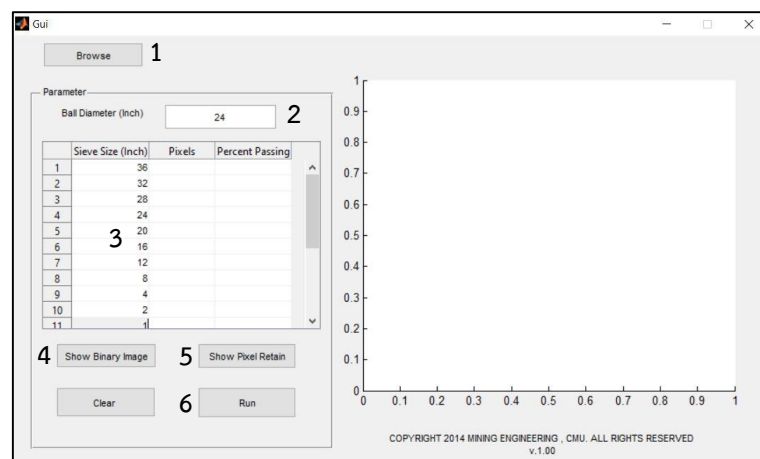 Gui
Browse 1
Parameter
Ball Diameter (Inch) 24 2
Sieve Size (Inch) Pixels Percent Passing
1 36
2 32
3 28
4 24
5 20
3
6 16
7 12
8 8
9 4
10 2
11 1
4 Show Binary Image 5 Show Pixel Retain
Clear 6 Run
1
0.9
0.8
0.7
0.6
0.5
0.4
0.3
0.2
0.1
0
0 0.1 0.2 0.3 0.4 0.5 0.6 0.7 0.8 0.9 1
COPYRIGHT 2014 MINING ENGINEERING , CMU. ALL RIGHTS RESERVED
v.1.00